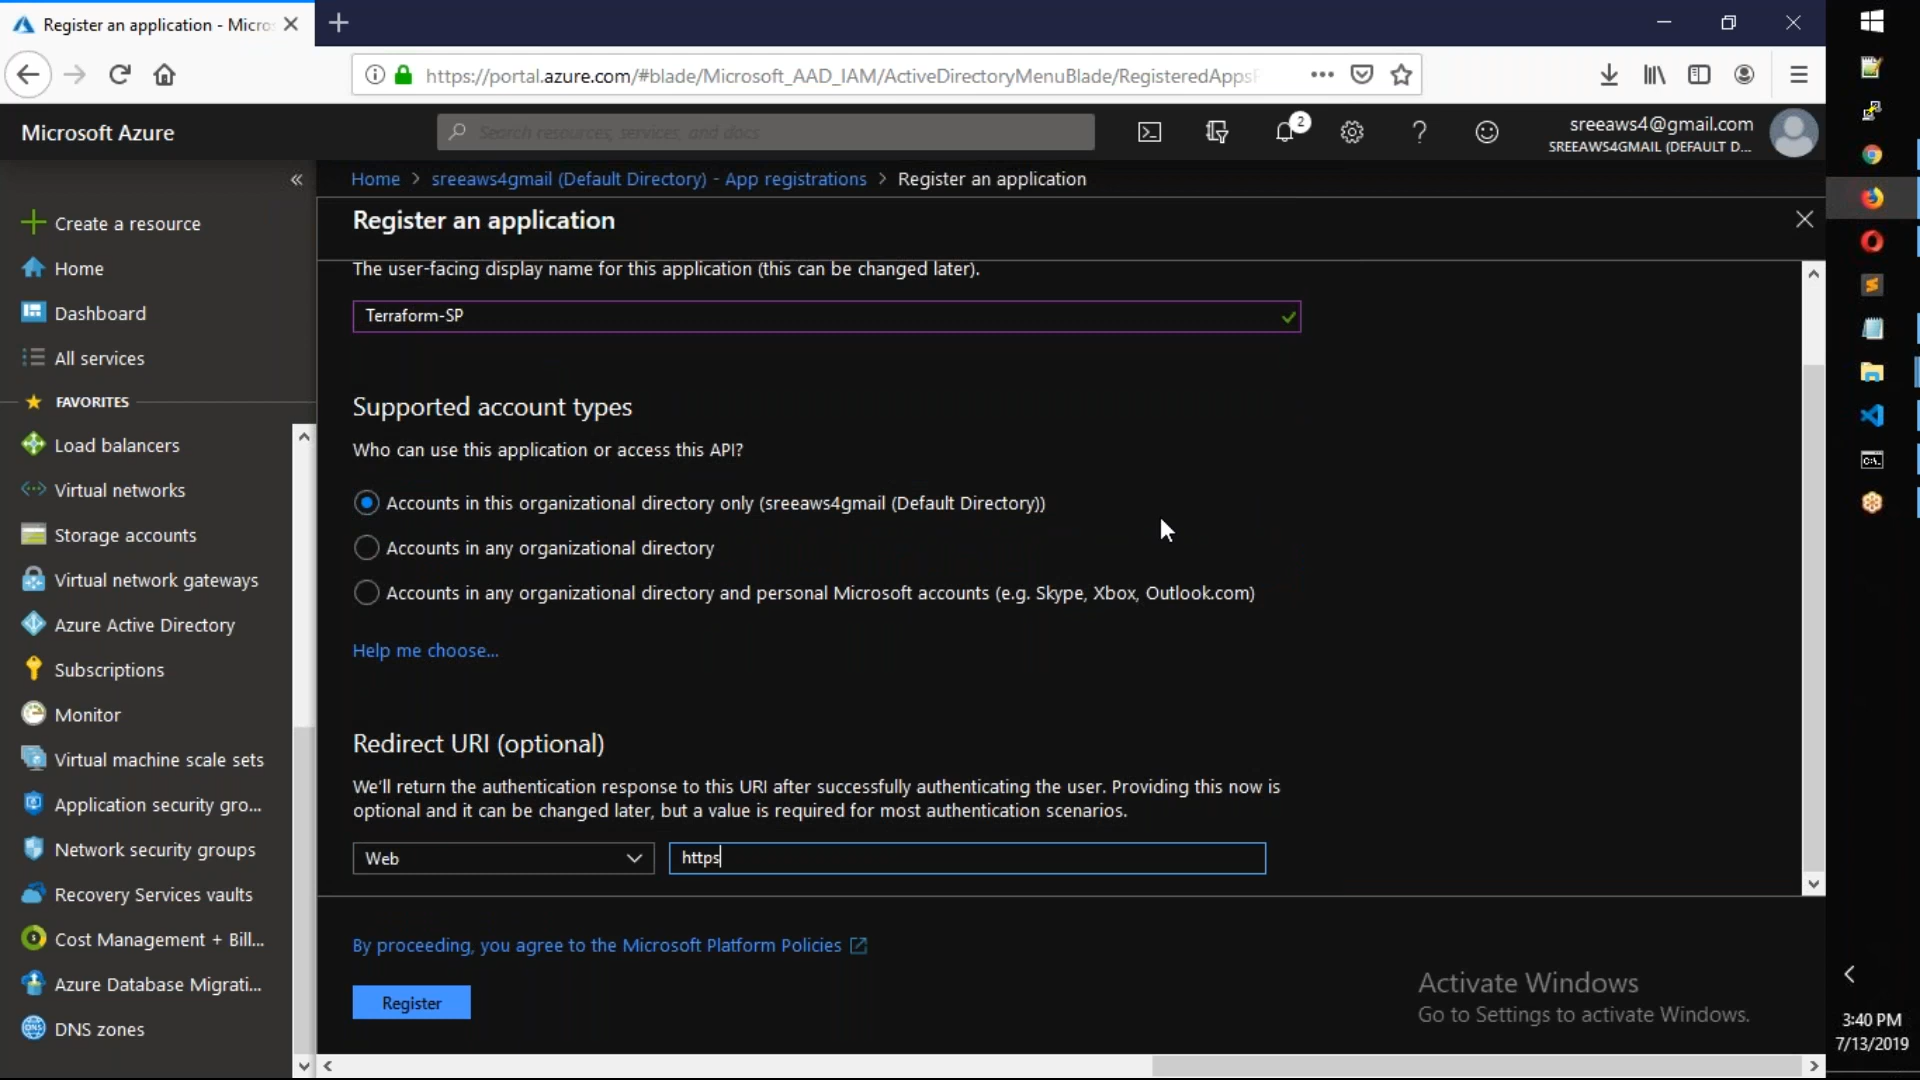 Register an application - Micro
https://portal.azure.com/#blade/Microsoft_AAD_IAM/ActiveDirectoryMenuBlade/RegisteredApps
Microsoft Azure
Search resources, services, and docs
2
sreeaws4@gmail.com
SREEAWS4GMAIL (DEFAULT D...
Home > sreeaws4gmail (Default Directory) - App registrations > Register an application
Register an application
Create a resource
Home
Dashboard
All services
FAVORITES
Load balancers
Virtual networks
Storage accounts
Virtual network gateways
Azure Active Directory
Subscriptions
Monitor
Virtual machine scale sets
Application security gro...
Network security groups
Recovery Services vaults
Cost Management + Bill...
Azure Database Migrati...
DNS zones
The user-facing display name for this application (this can be changed later).
Terraform-SP
Supported account types
Who can use this application or access this API?
Accounts in this organizational directory only (sreeaws4gmail (Default Directory))
Accounts in any organizational directory
Accounts in any organizational directory and personal Microsoft accounts (e.g. Skype, Xbox, Outlook.com)
Help me choose...
Redirect URI (optional)
We'll return the authentication response to this URI after successfully authenticating the user. Providing this now is
optional and it can be changed later, but a value is required for most authentication scenarios.
Web
https
By proceeding, you agree to the Microsoft Platform Policies
Register
Activate Windows
Go to Settings to activate Windows.
3:40 PM
7/13/2019